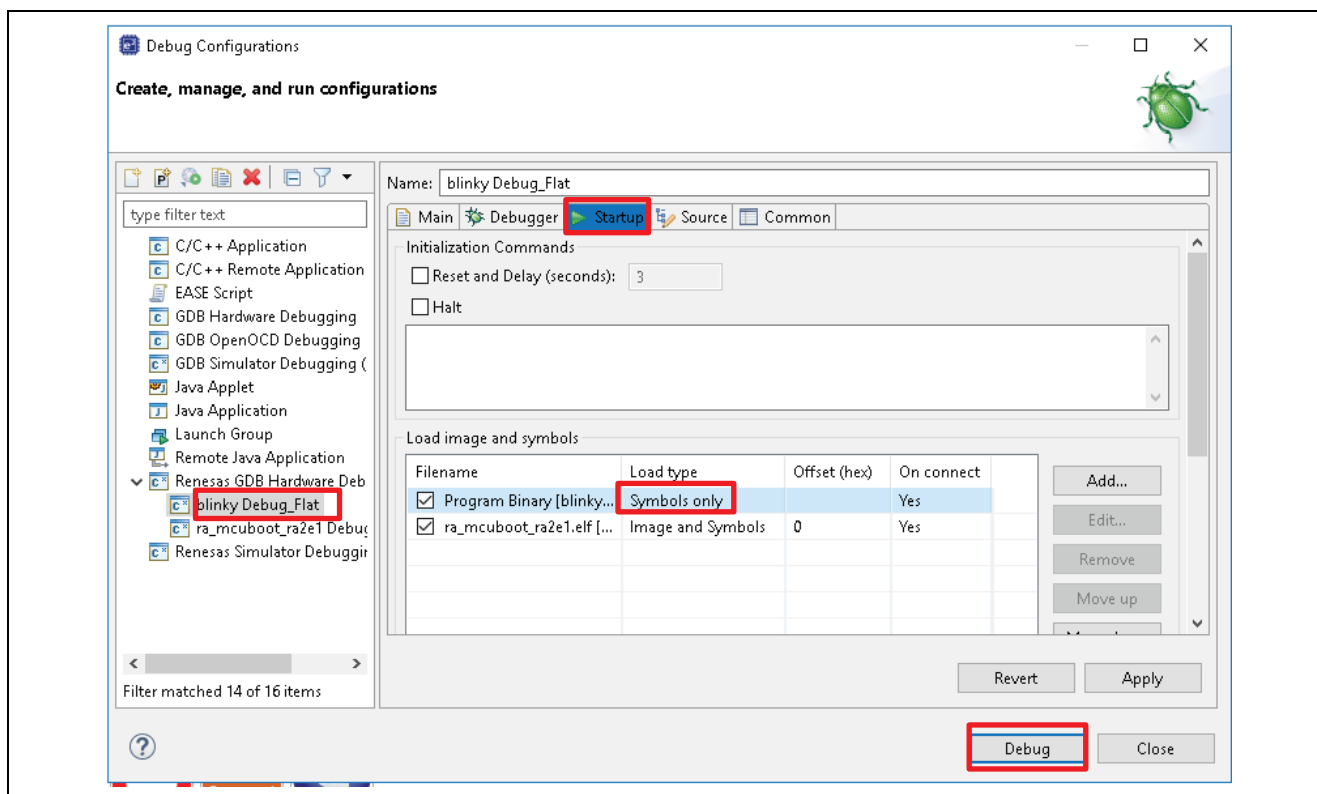 Debug Configurations
Create, manage, and run configurations
type filter text
C/C++ Application
C/C++ Remote Application
EASE Script
GDB Hardware Debugging
GDB OpenOCD Debugging
GDB Simulator Debugging (
Java Applet
Java Application
Launch Group
Remote Java Application
Renesas GDB Hardware Deb
blinky Debug_Flat
ra_mcuboot_ra2e1 Debug
Renesas Simulator Debuggin
Filter matched 14 of 16 items
Name: blinky Debug_Flat
Main Debugger Startup Source Common
Initialization Commands
Reset and Delay (seconds): 3
Halt
Load image and symbols
Filename Load type Offset (hex) On connect
Program Binary [blinky... Symbols only Yes
ra_mcuboot_ra2e1.elf [... Image and Symbols 0 Yes
Add...
Edit...
Remove
Move up
Revert Apply
Debug Close